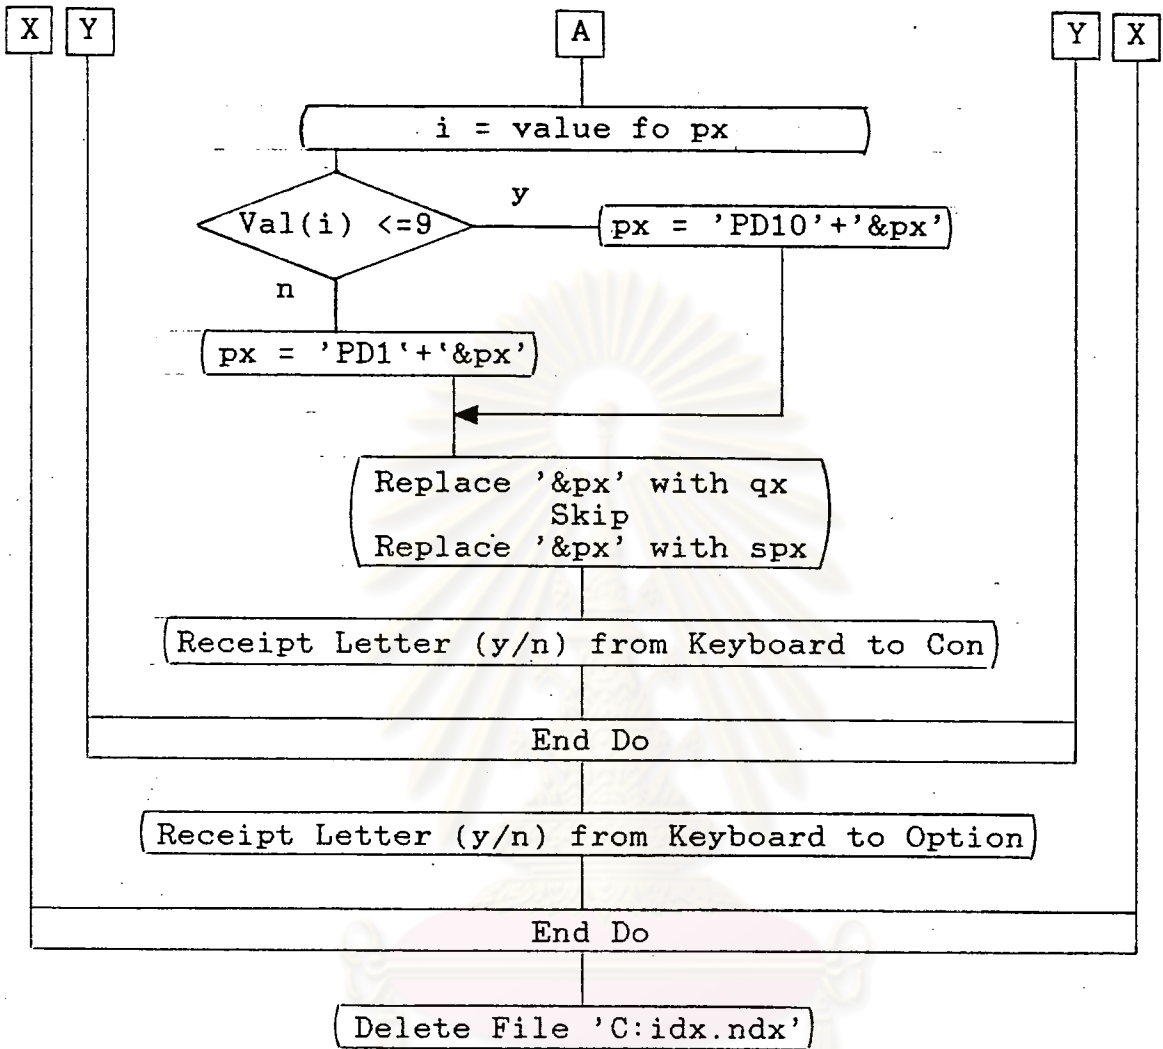 X Y A Y X
i = value fo px
y
Val(i) <=9
px = 'PD10'+'&px'
n
px = 'PD1‘+‘&px'
Replace '&px' with qx
Skip
Replace '&px' with spx
Receipt Letter (y/n) from Keyboard to Con
End Do
Receipt Letter (y/n) from Keyboard to Option
End Do
Delete File 'C:idx.ndx'